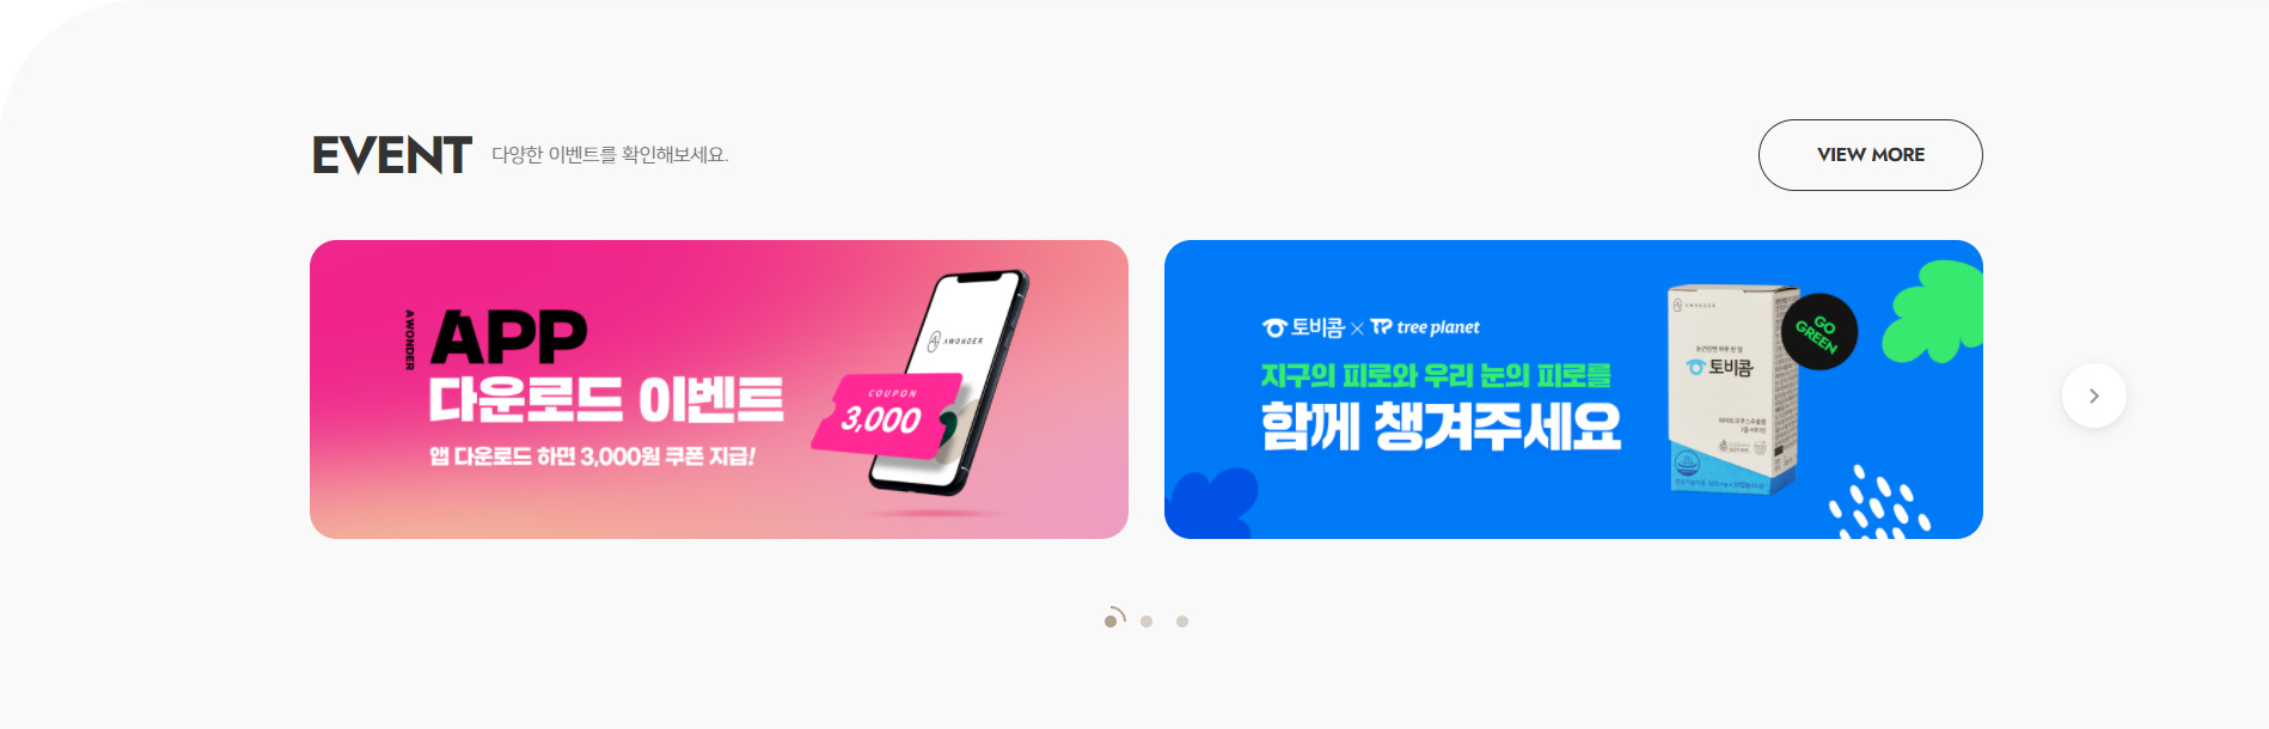 EVENT 다양한 이벤트를 확인해보세요.
VIEW MORE
AWONDER
APP
다운로드 이벤트
앱 다운로드 하면 3,000원 쿠폰 지급!
AWONDER
COUPON
3,000
토비콤 × tree planet
지구의 피로와 우리 눈의 피로를
함께 챙겨주세요
AWONDER
토비콤
GO
GREEN